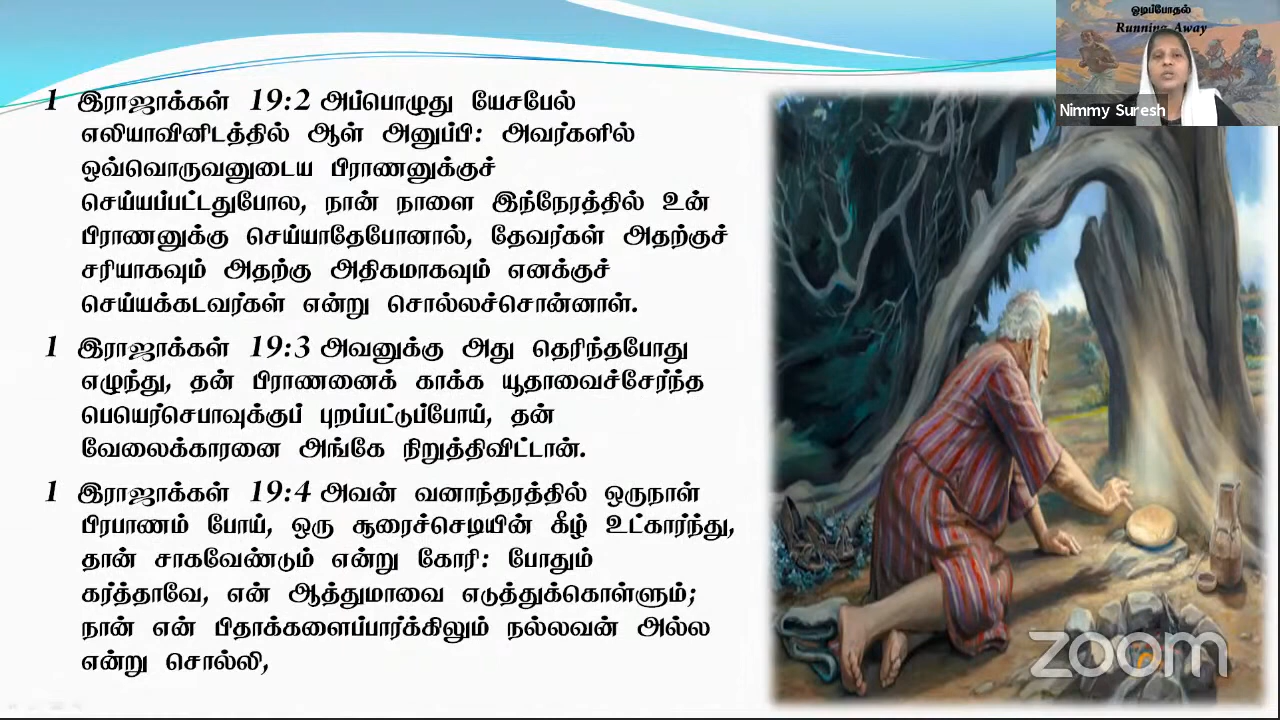 ஓடிப்போதல்
Running Away
Nimmy Suresh
1 இராஜாக்கள் 19:2 அப்பொழுது யேசபேல்
எலியாவினிடத்தில் ஆள் அனுப்பி: அவர்களில்
ஒவ்வொருவனுடைய பிராணனுக்குச்
செய்யப்பட்டதுபோல, நான் நாளை இந்நேரத்தில் உன்
பிராணனுக்கு செய்யாதேபோனால், தேவர்கள் அதற்குச்
சரியாகவும் அதற்கு அதிகமாகவும் எனக்குச்
செய்யக்கடவர்கள் என்று சொல்லச்சொன்னாள்.
1 இராஜாக்கள் 19:3 அவனுக்கு அது தெரிந்தபோது
எழுந்து, தன் பிராணனைக் காக்க யூதாவைச்சேர்ந்த
பெயெர்செபாவுக்குப் புறப்பட்டுப்போய், தன்
வேலைக்காரனை அங்கே நிறுத்திவிட்டான்.
1 இராஜாக்கள் 19:4 அவன் வனாந்தரத்தில் ஒருநாள்
பிரயாணம் போய், ஒரு சூரைச்செடியின் கீழ் உட்கார்ந்து,
தான் சாகவேண்டும் என்று கோரி: போதும்
கர்த்தாவே, என் ஆத்துமாவை எடுத்துக்கொள்ளும்;
நான் என் பிதாக்களைப்பார்க்கிலும் நல்லவன் அல்ல
என்று சொல்லி,
zoom